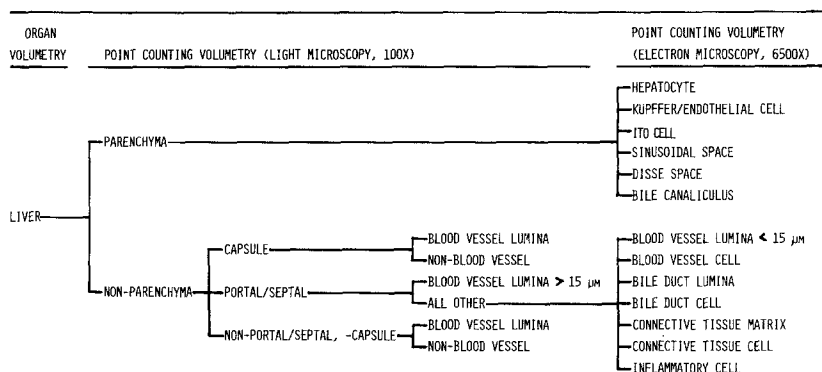 ORGAN
VOLUMETRY
POINT COUNTING VOLUMETRY (LIGHT MICROSCOPY, 100X)
POINT COUNTING VOLUMETRY
(ELECTRON MICROSCOPY, 6500X)
HEPATOCYTE
KUPFFER/ENDOTHELIAL CELL
PARENCHYMA
ITO CELL
SINUSOIDAL SPACE
DISSE SPACE
BILE CANALICULUS
LIVER
NON-PARENCHYMA
CAPSULE
BLOOD VESSEL LUMINA
NON-BLOOD VESSEL
PORTAL/SEPTAL
BLOOD VESSEL LUMINA > 15 µM
ALL OTHER
NON-PORTAL/SEPTAL, -CAPSULE
BLOOD VESSEL LUMINA
NON-BLOOD VESSEL
BLOOD VESSEL LUMINA < 15 µM
BLOOD VESSEL CELL
BILE DUCT LUMINA
BILE DUCT CELL
CONNECTIVE TISSUE MATRIX
CONNECTIVE TISSUE CELL
INFLAMMATORY CELL